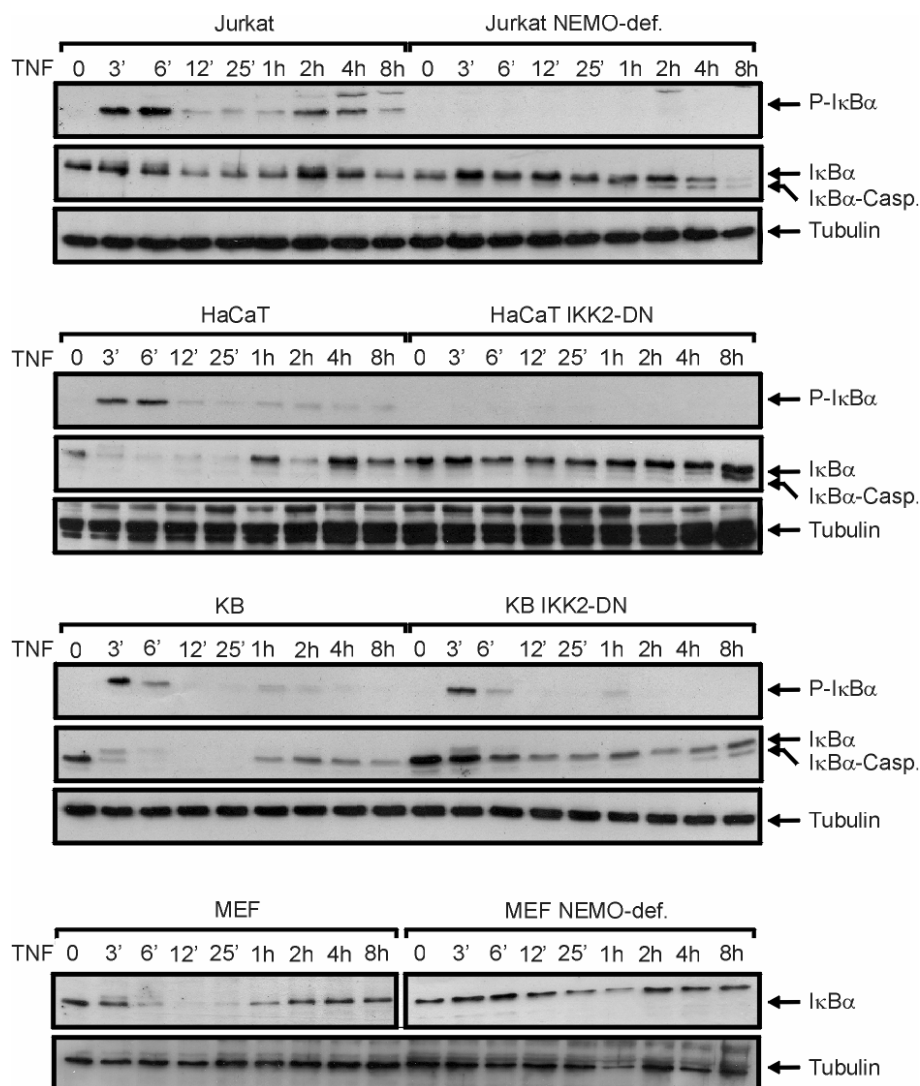 Jurkat Jurkat NEMO-def.
TNF 0 3’ 6’ 12’ 25’ 1h 2h 4h 8h 0 3’ 6’ 12’ 25’ 1h 2h 4h 8h
P-IκBα
IκBα
IκBα-Casp.
Tubulin
HaCaT HaCaT IKK2-DN
TNF 0 3’ 6’ 12’ 25’ 1h 2h 4h 8h 0 3’ 6’ 12’ 25’ 1h 2h 4h 8h
P-IκBα
IκBα
IκBα-Casp.
Tubulin
KB KB IKK2-DN
TNF 0 3’ 6’ 12’ 25’ 1h 2h 4h 8h 0 3’ 6’ 12’ 25’ 1h 2h 4h 8h
P-IκBα
IκBα
IκBα-Casp.
Tubulin
MEF MEF NEMO-def.
TNF 0 3’ 6’ 12’ 25’ 1h 2h 4h 8h 0 3’ 6’ 12’ 25’ 1h 2h 4h 8h
IκBα
Tubulin